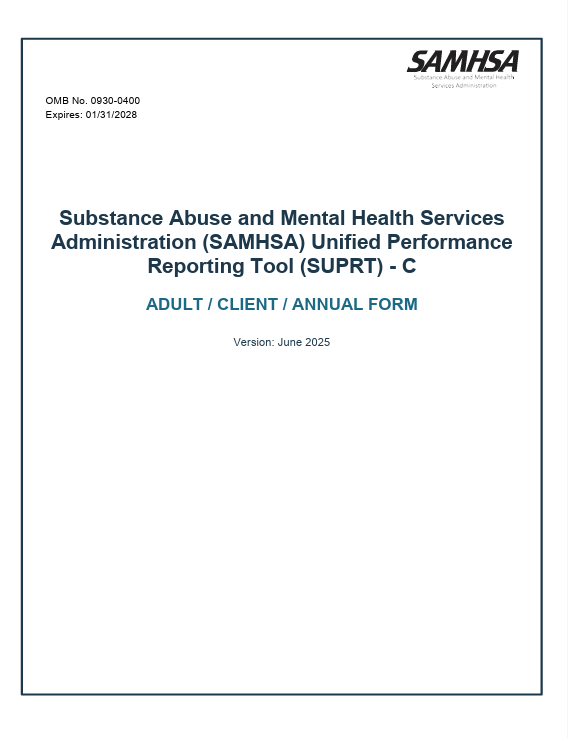 SAMHSA
Substance Abuse and Mental Health
Services Administration
OMB No. 0930-0400
Expires: 01/31/2028
Substance Abuse and Mental Health Services
Administration (SAMHSA) Unified Performance
Reporting Tool (SUPRT) - C
ADULT / CLIENT / ANNUAL FORM
Version: June 2025